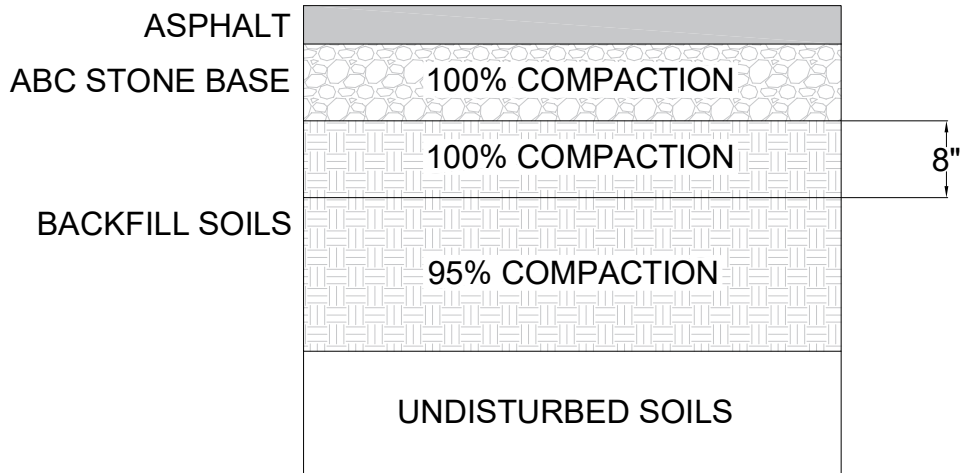 ASPHALT
ABC STONE BASE
100% COMPACTION
100% COMPACTION
8"
BACKFILL SOILS
95% COMPACTION
UNDISTURBED SOILS